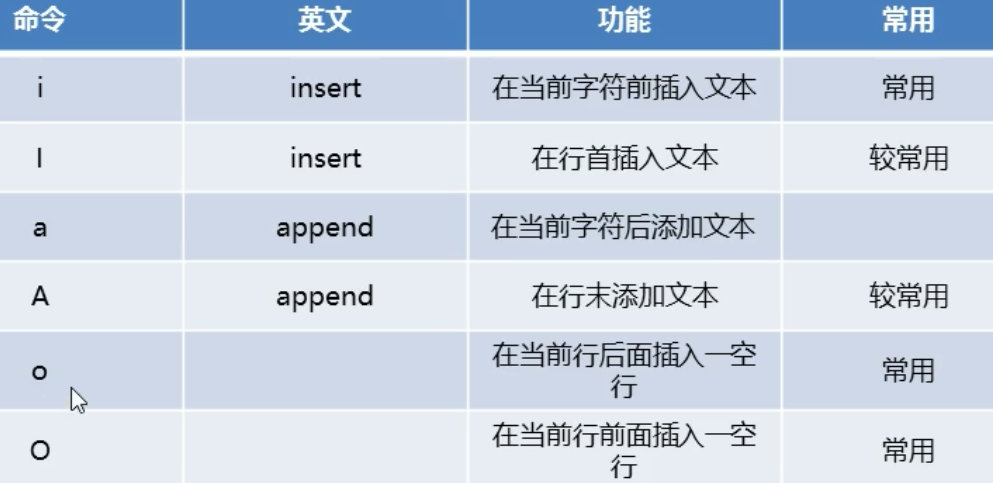 命令 英文 功能 常用
i insert 在当前字符前插入文本 常用
I insert 在行首插入文本 较常用
a append 在当前字符后添加文本
A append 在行末添加文本 较常用
o 在当前行后面插入一空 常用
行
O 在当前行前面插入一空 常用
行